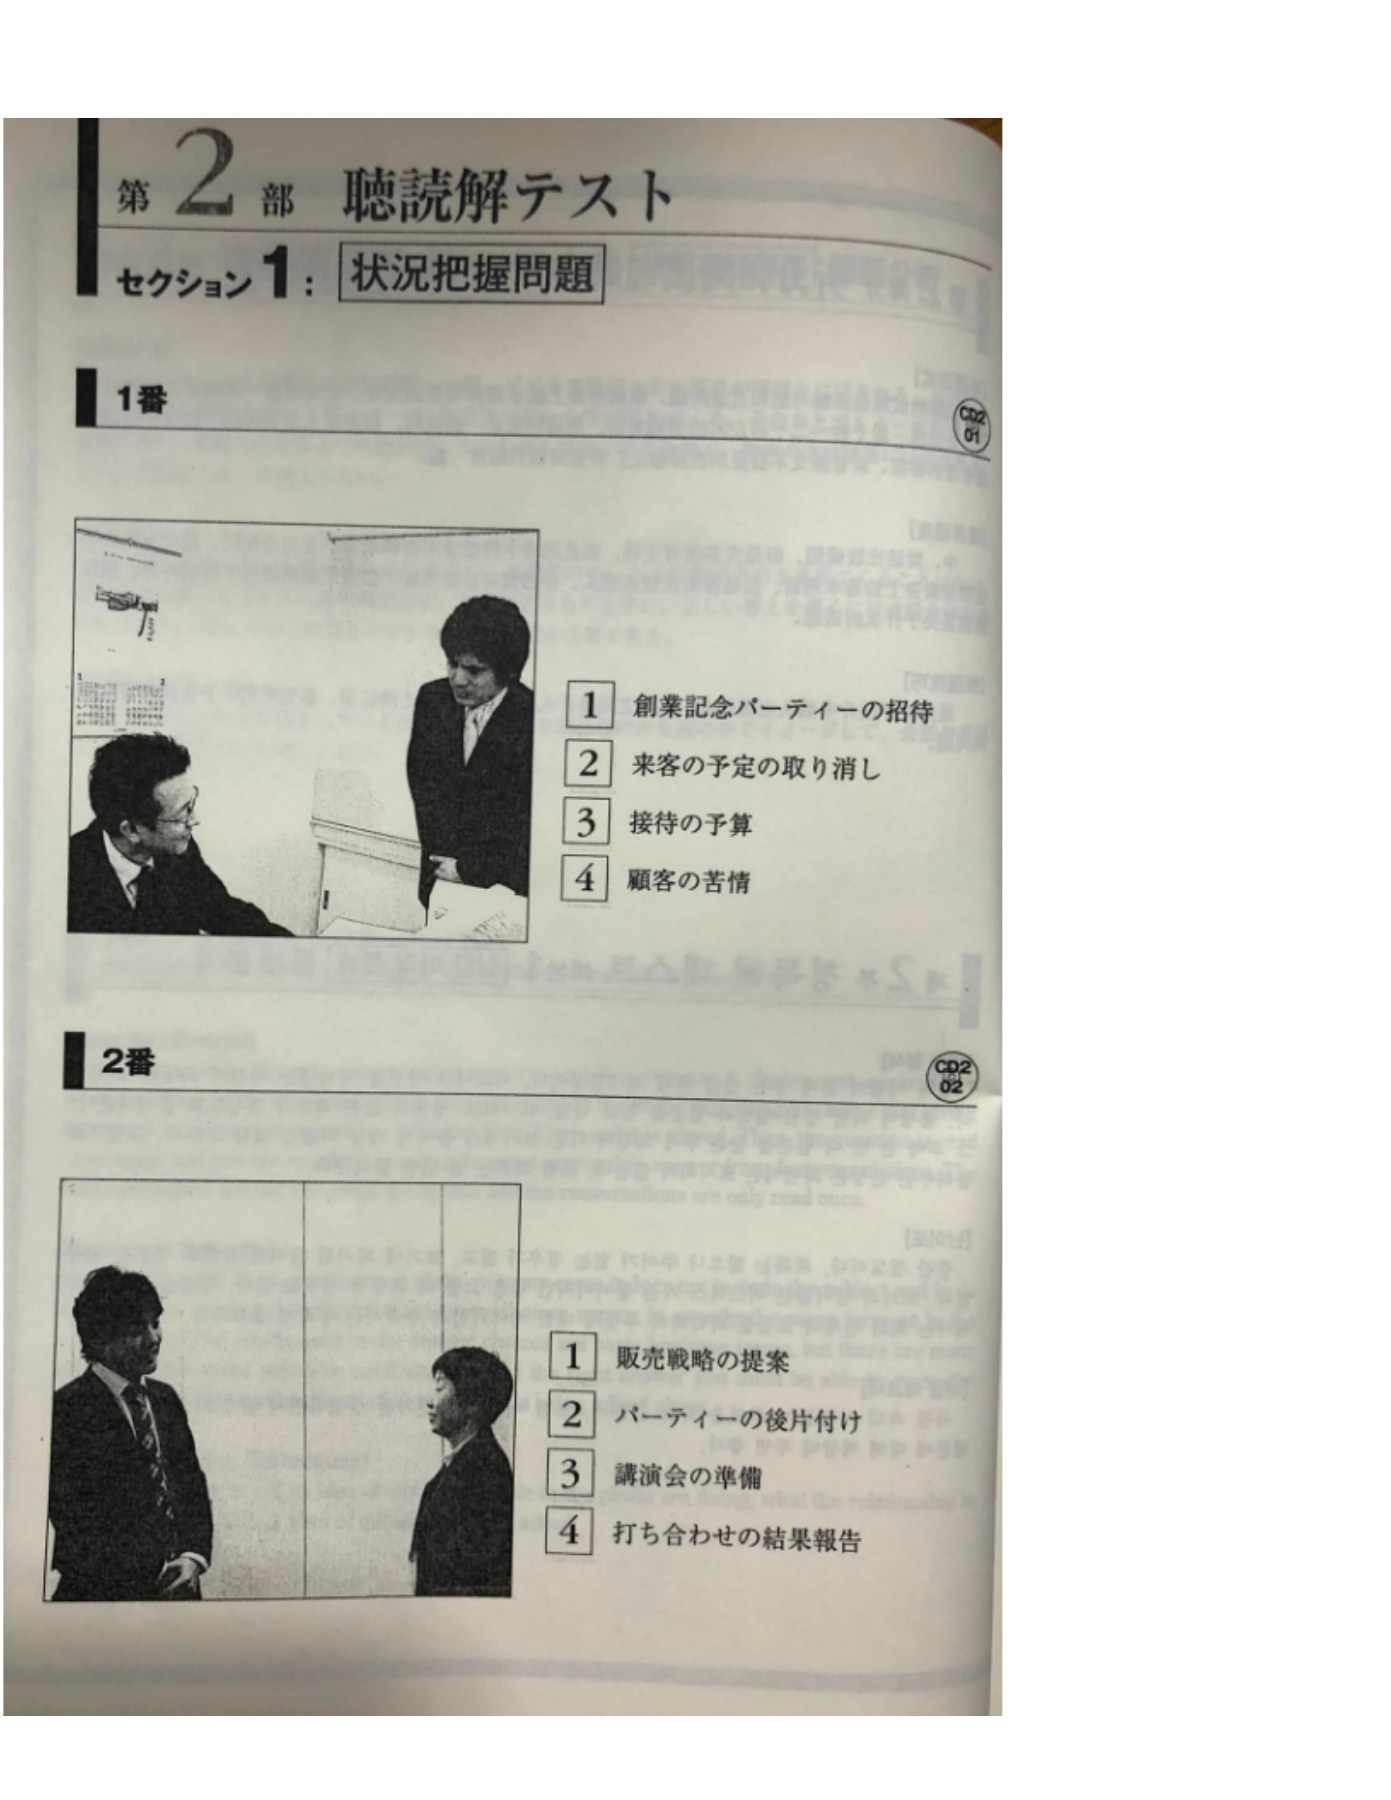 第2部 聴読解テスト
セクション1: 状況把握問題
1番
CD2
01
1 創業記念パーティーの招待
2 来客の予定の取り消し
3 接待の予算
4 顧客の苦情
2番
CD2
02
1 販売戦略の提案
2 パーティーの後片付け
3 講演会の準備
4 打ち合わせの結果報告